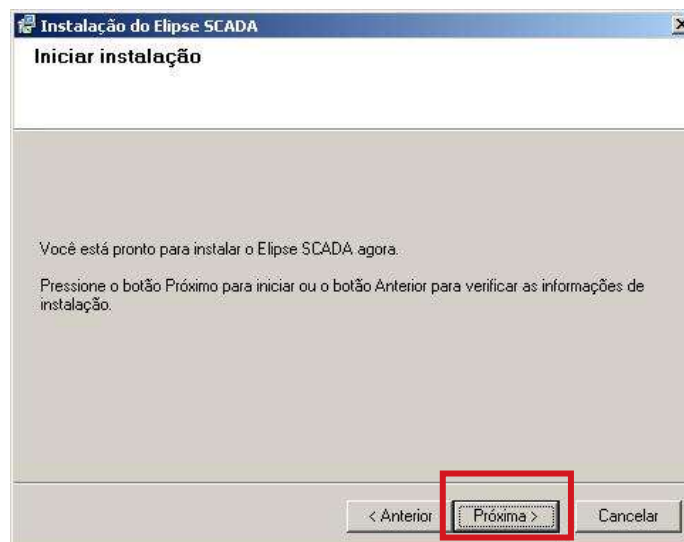 Instalação do Elipse SCADA
Iniciar instalação
Você está pronto para instalar o Elipse SCADA agora.
Pressione o botão Próximo para iniciar ou o botão Anterior para verificar as informações de
instalação.
< Anterior Próxima > Cancelar